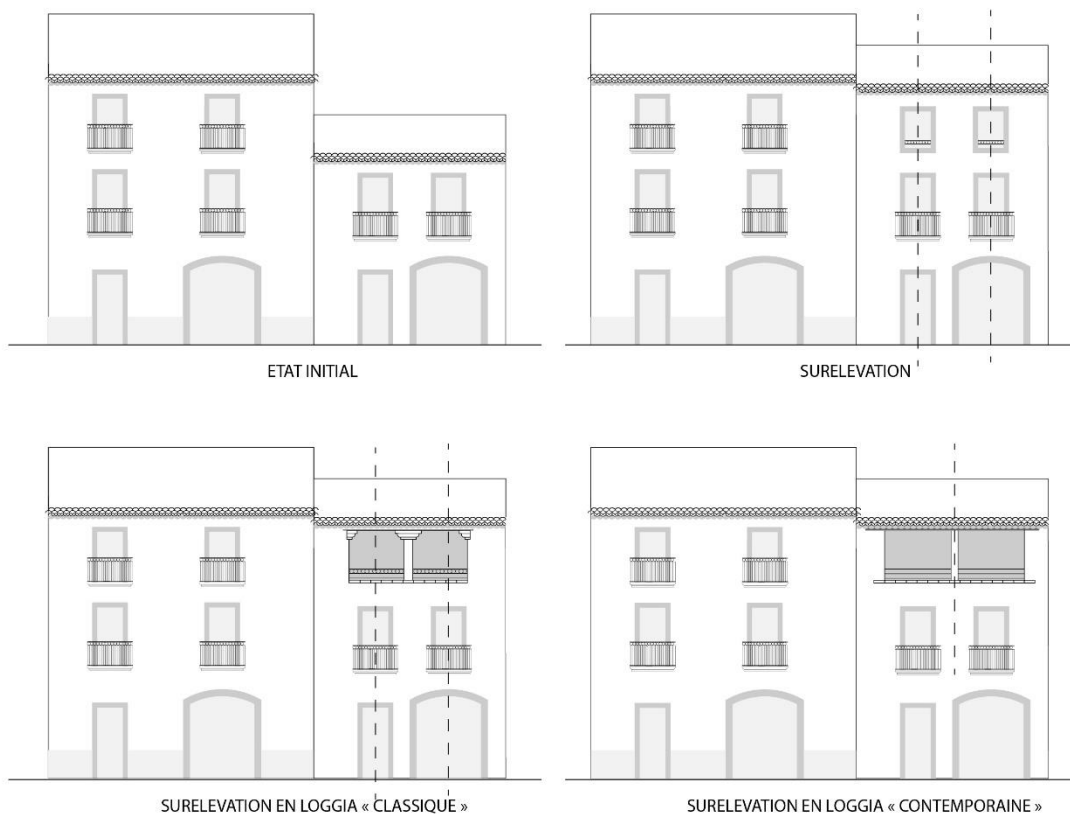 ETAT INITIAL
SURELEVATION
SURELEVATION EN LOGGIA « CLASSIQUE »
SURELEVATION EN LOGGIA « CONTEMPORAINE »